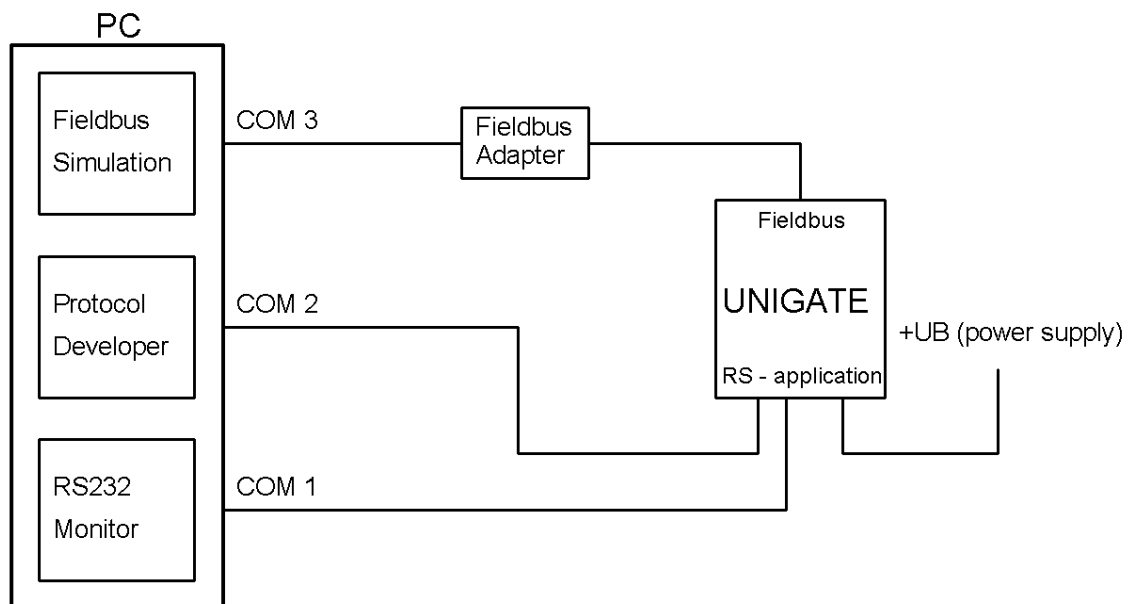 PC
Fieldbus
Simulation
COM 3
Fieldbus
Adapter
Fieldbus
UNIGATE
RS - application
+UB (power supply)
Protocol
Developer
COM 2
RS232
Monitor
COM 1